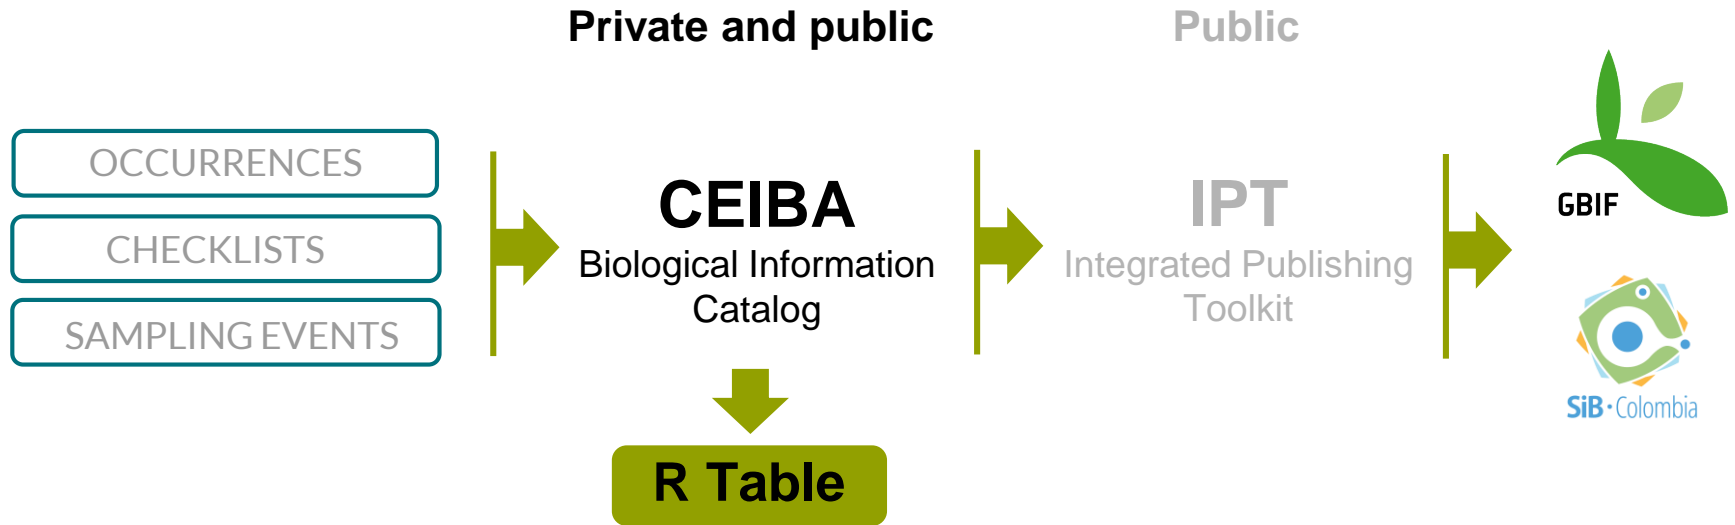 Private and public
Public
OCCURRENCES
CHECKLISTS
SAMPLING EVENTS
CEIBA
Biological Information
Catalog
R Table
IPT
Integrated Publishing
Toolkit
GBIF
SiB·Colombia